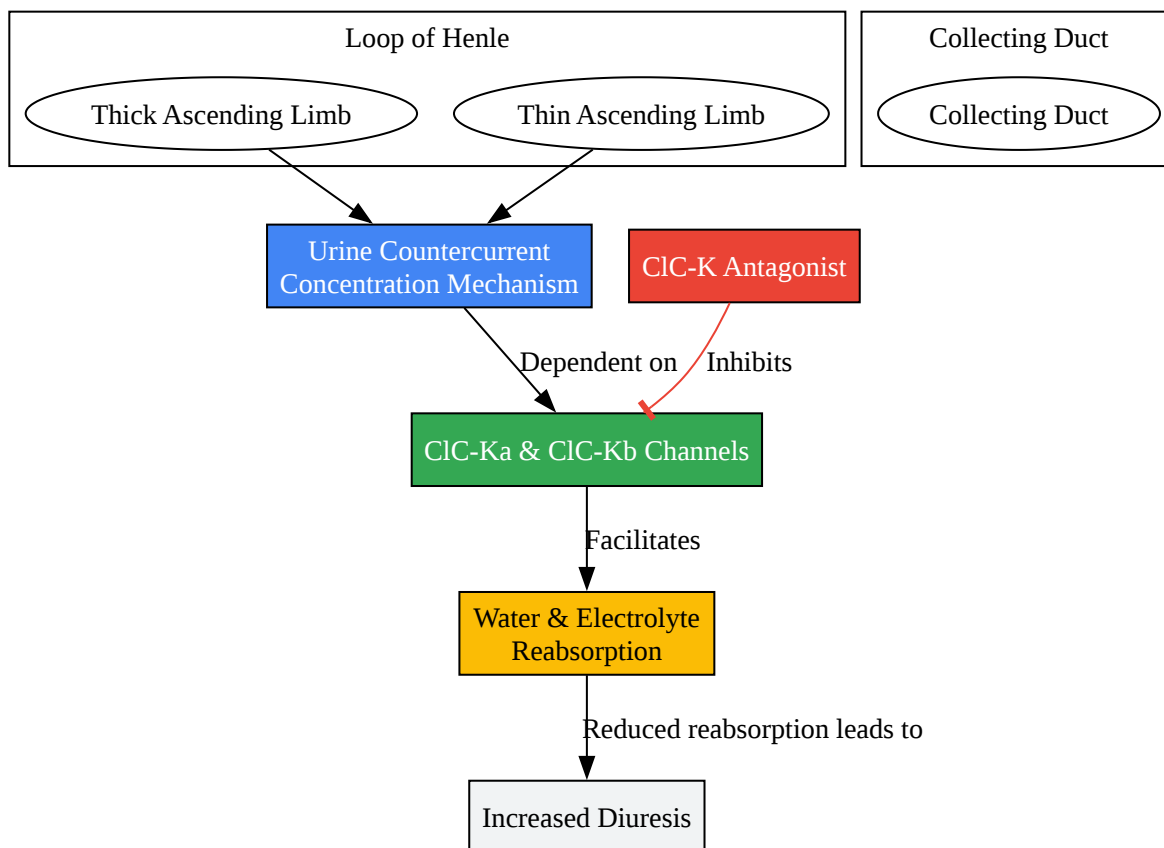 Loop of Henle
Collecting Duct
Thick Ascending Limb
Thin Ascending Limb
Collecting Duct
Urine Countercurrent
Concentration Mechanism
ClC-K Antagonist
Dependent on
Inhibits
ClC-Ka & ClC-Kb Channels
Facilitates
Water & Electrolyte
Reabsorption
Reduced reabsorption leads to
Increased Diuresis